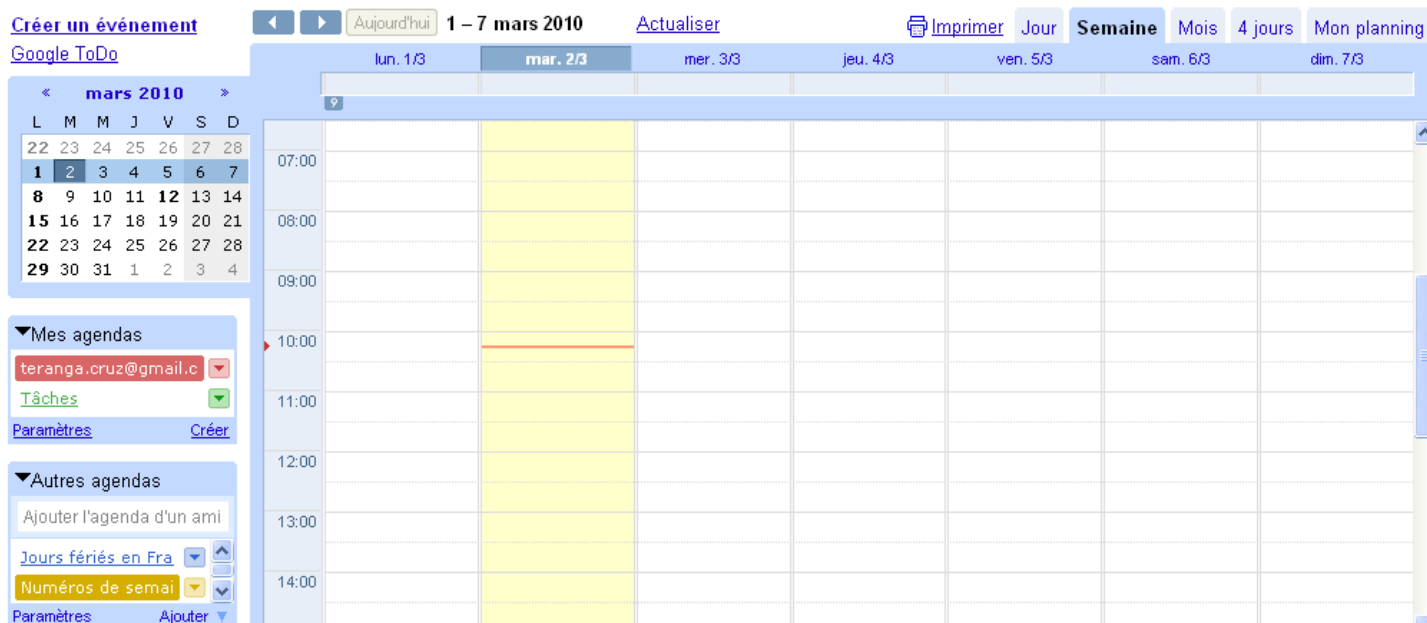 Créer un événement
Google ToDo
Aujourd'hui 1 – 7 mars 2010 Actualiser Imprimer Jour Semaine Mois 4 jours Mon planning
lun. 1/3 mar. 2/3 mer. 3/3 jeu. 4/3 ven. 5/3 sam. 6/3 dim. 7/3
9
« mars 2010 »
L M M J V S D
22 23 24 25 26 27 28
1 2 3 4 5 6 7
8 9 10 11 12 13 14
15 16 17 18 19 20 21
22 23 24 25 26 27 28
29 30 31 1 2 3 4
Mes agendas
teranga.cruz@gmail.c
Tâches
Paramètres Créer
Autres agendas
Ajouter l'agenda d'un ami
Jours fériés en Fra
Numéros de semai
Paramètres Ajouter
07:00
08:00
09:00
10:00
11:00
12:00
13:00
14:00